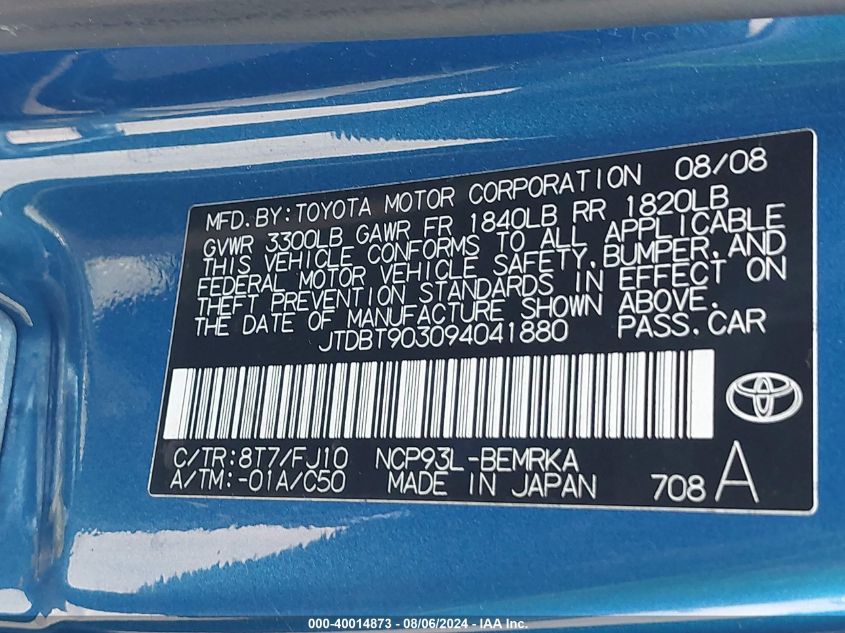 MFD. BY: TOYOTA MOTOR CORPORATION 08/08
GVWR 3300LB GAWR FR 1840LB RR 1820LB
THIS VEHICLE CONFORMS TO ALL APPLICABLE
FEDERAL MOTOR VEHICLE SAFETY, BUMPER, AND
THEFT PREVENTION STANDARDS IN EFFECT ON
THE DATE OF MANUFACTURE SHOWN ABOVE.
JTDBT903094041880 PASS. CAR
C/TR: 8T7/FJ10 NCP93L-BEMRKA
A/TM: -01A/C50 MADE IN JAPAN 708 A
000-40014873 - 08/06/2024 - IAA Inc.